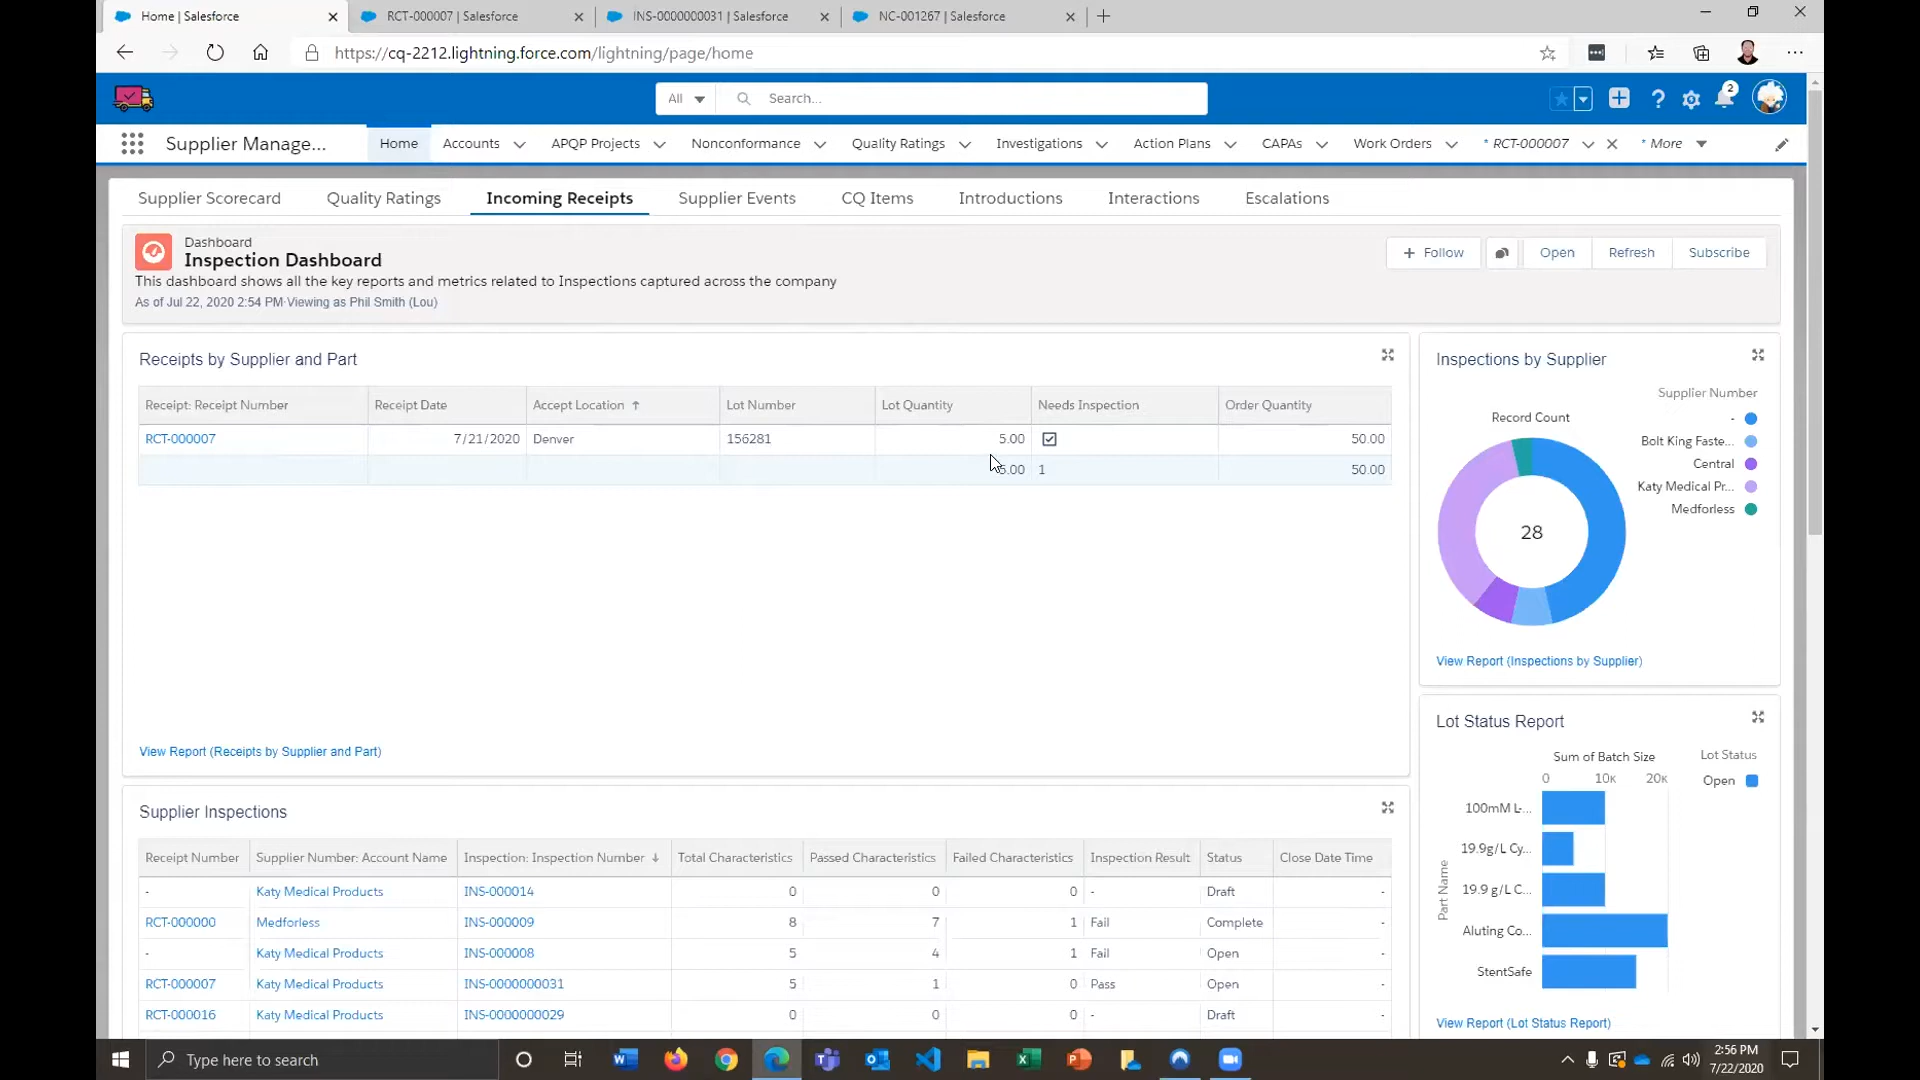 Home | Salesforce
RCT-000007 | Salesforce
INS-0000000031 | Salesforce
NC-001267 | Salesforce
https://cq-2212.lightning.force.com/lightning/page/home
All
Search...
2
Supplier Manage...
Home
Accounts
APQP Projects
Nonconformance
Quality Ratings
Investigations
Action Plans
CAPAs
Work Orders
* RCT-000007
* More
Supplier Scorecard
Quality Ratings
Incoming Receipts
Supplier Events
CQ Items
Introductions
Interactions
Escalations
Dashboard
Inspection Dashboard
This dashboard shows all the key reports and metrics related to Inspections captured across the company
As of Jul 22, 2020 2:54 PM·Viewing as Phil Smith (Lou)
+ Follow
Open
Refresh
Subscribe
Receipts by Supplier and Part
Receipt: Receipt Number Receipt Date Accept Location ↑ Lot Number Lot Quantity Needs Inspection Order Quantity
RCT-000007 7/21/2020 Denver 156281 5.00 50.00
5.00 1 50.00
View Report (Receipts by Supplier and Part)
Inspections by Supplier
Supplier Number
Record Count
-
Bolt King Faste...
Central
Katy Medical Pr...
Medforless
28
View Report (Inspections by Supplier)
Supplier Inspections
Receipt Number Supplier Number: Account Name Inspection: Inspection Number ↓ Total Characteristics Passed Characteristics Failed Characteristics Inspection Result Status Close Date Time
- Katy Medical Products INS-000014 0 0 0 - Draft -
RCT-000000 Medforless INS-000009 8 7 1 Fail Complete -
- Katy Medical Products INS-000008 5 4 1 Fail Open -
RCT-000007 Katy Medical Products INS-0000000031 5 1 0 Pass Open -
RCT-000016 Katy Medical Products INS-0000000029 0 0 0 - Draft -
Lot Status Report
Sum of Batch Size
Lot Status
0 10K 20K
Open
Part Name
100mM L-...
19.9g/L Cy...
19.9 g/L C...
Aluting Co...
StentSafe
View Report (Lot Status Report)
Type here to search
2:56 PM
7/22/2020